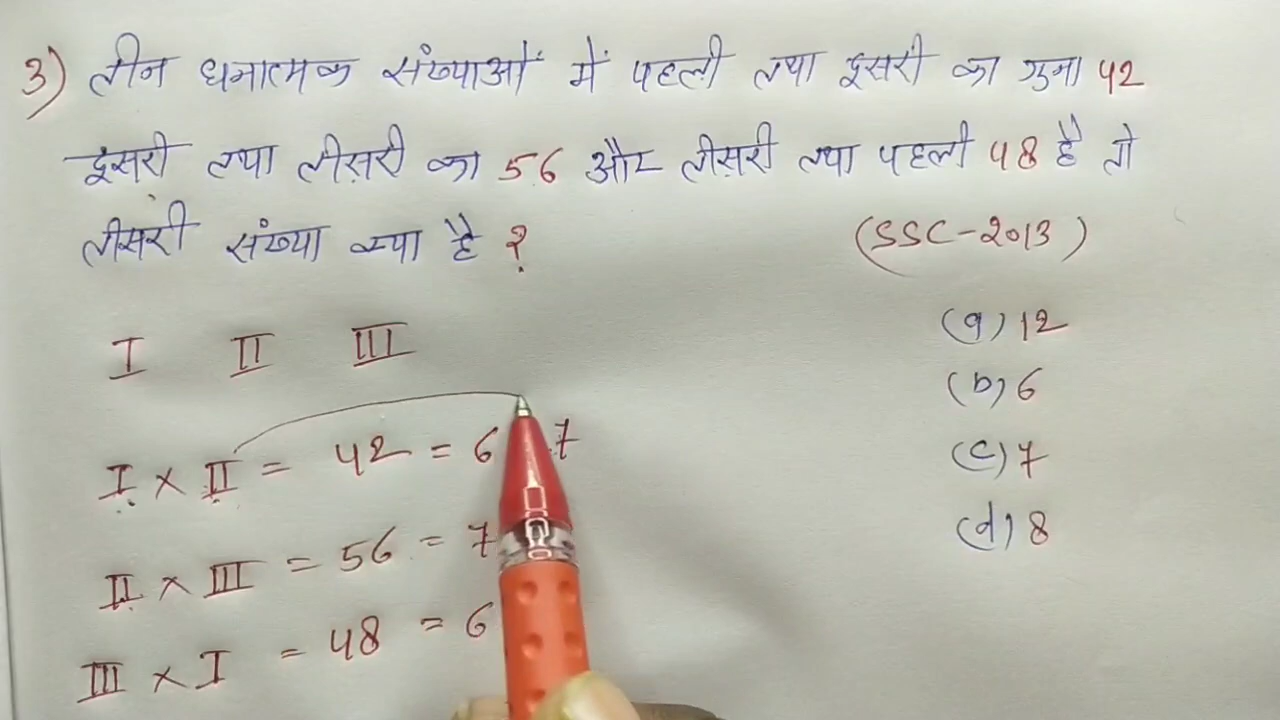 3) तीन धनात्मक संख्याओं में पहली तथा दूसरी का गुना 42
दूसरी तथा तीसरी का 56 और तीसरी तथा पहली 48 है तो
तीसरी संख्या क्या है ?
(SSC-2013)
I II III
(a) 12
(b) 6
I × II = 42 = 6 7
(c) 7
II × III = 56 = 7
(d) 8
III × I = 48 = 6